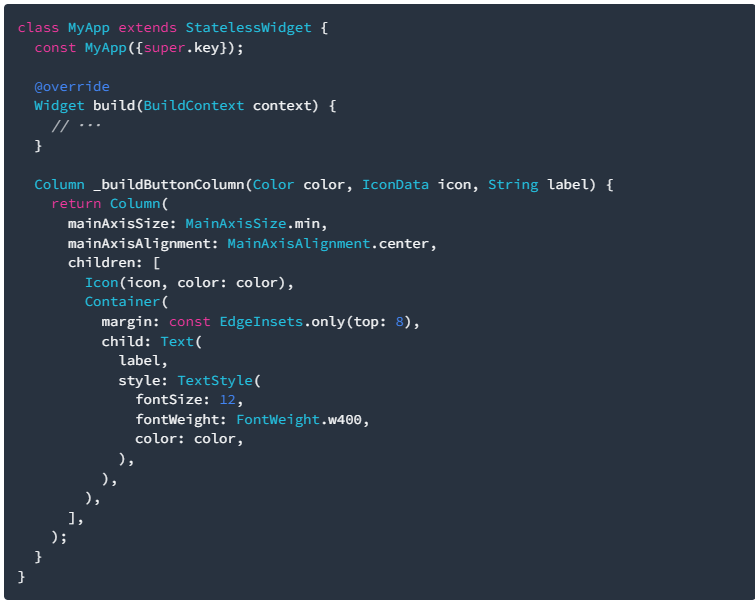 class MyApp extends StatelessWidget {
  const MyApp({super.key});

  @override
  Widget build(BuildContext context) {
    // ···
  }

  Column _buildButtonColumn(Color color, IconData icon, String label) {
    return Column(
      mainAxisSize: MainAxisSize.min,
      mainAxisAlignment: MainAxisAlignment.center,
      children: [
        Icon(icon, color: color),
        Container(
          margin: const EdgeInsets.only(top: 8),
          child: Text(
            label,
            style: TextStyle(
              fontSize: 12,
              fontWeight: FontWeight.w400,
              color: color,
            ),
          ),
        ),
      ],
    );
  }
}